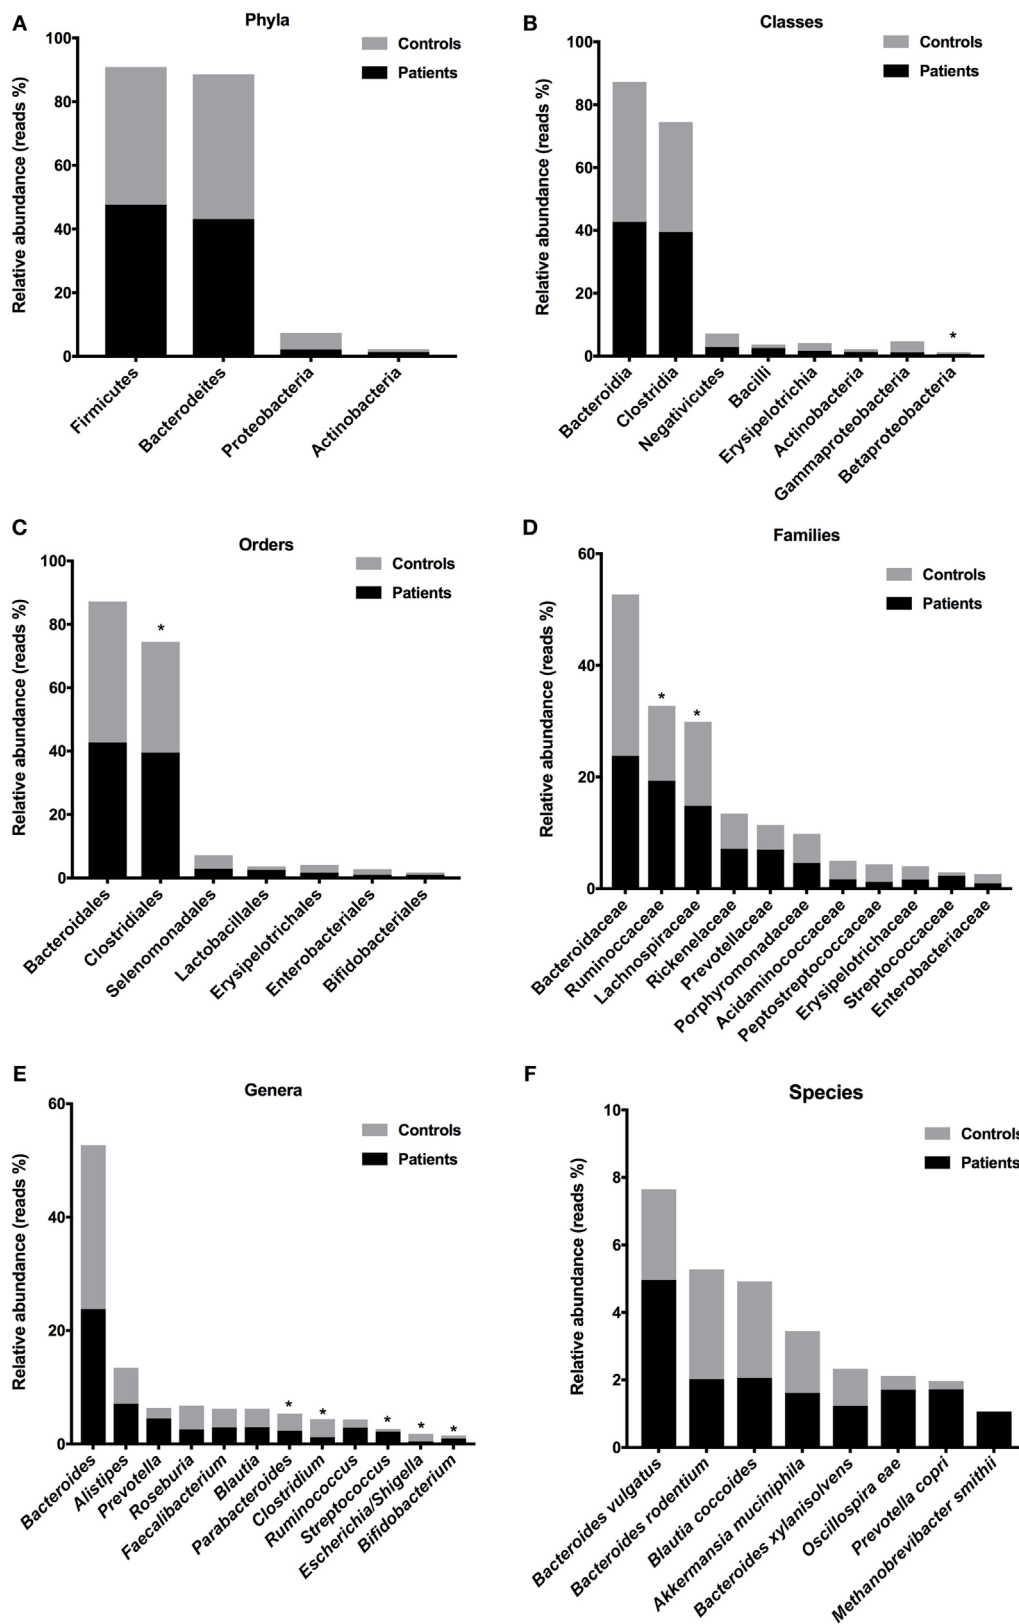 A
Phyla
Controls
Patients
Relative abundance (reads %)
100
80
60
40
20
0
Firmicutes
Bacterodeites
Proteobacteria
Actinobacteria
B
Classes
Controls
Patients
Relative abundance (reads %)
100
80
60
40
20
0
*
Bacteroidia
Clostridia
Negativicutes
Bacilli
Erysipelotrichia
Actinobacteria
Gammaproteobacteria
Betaproteobacteria
C
Orders
Controls
Patients
Relative abundance (reads %)
100
80
60
40
20
0
*
Bacteroidales
Clostridiales
Selenomonadales
Lactobacillales
Erysipelotrichales
Enterobacteriales
Bifidobacteriales
D
Families
Controls
Patients
Relative abundance (reads %)
60
40
20
0
*
*
Bacteroidaceae
Ruminoccaceae
Lachnospiraceae
Rickenelaceae
Prevotellaceae
Porphyromonadaceae
Acidaminoccaceae
Peptostreptococcaceae
Erysipelotrichaceae
Streptococcaceae
Enterobacteriaceae
E
Genera
Controls
Patients
Relative abundance (reads %)
60
40
20
0
*
*
*
*
*
Bacteroides
Alistipes
Prevotella
Roseburia
Faecalibacterium
Blautia
Parabacteroides
Clostridium
Ruminococcus
Streptococcus
Escherichia/Shigella
Bifidobacterium
F
Species
Controls
Patients
Relative abundance (reads %)
10
8
6
4
2
0
Bacteroides vulgatus
Bacteroides rodentium
Blautia coccoides
Akkermansia muciniphila
Bacteroides xylanisolvens
Oscillospira eae
Prevotella copri
Methanobrevibacter smithii